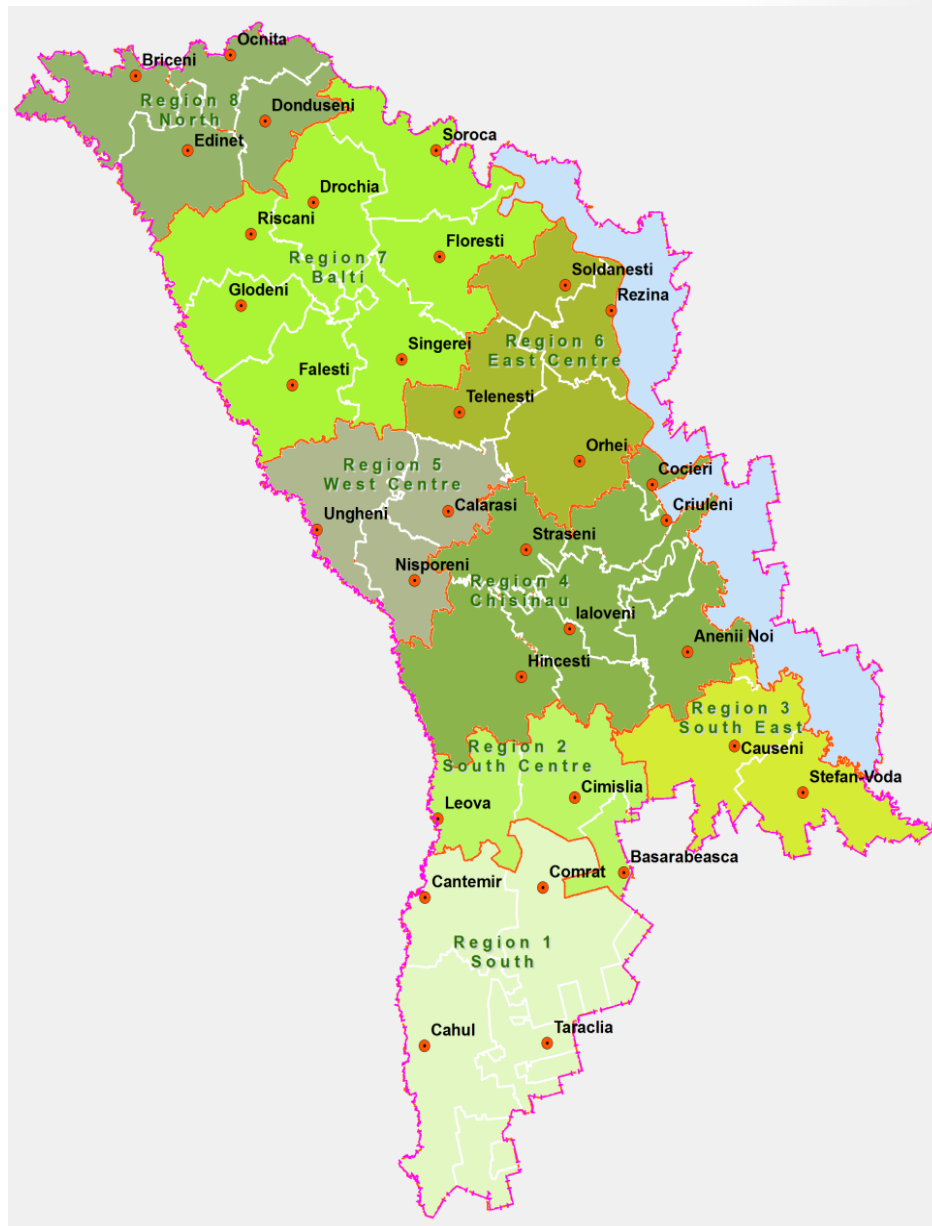 Ocnita
Briceni
Region 8
North
Donduseni
Edinet
Soroca
Drochia
Riscani
Floresti
Region 7
Balti
Soldanesti
Glodeni
Rezina
Region 6
East Centre
Singerei
Falesti
Telenesti
Orhei
Region 5
West Centre
Cocieri
Calarasi
Criuleni
Ungheni
Straseni
Nisporeni
Region 4
Chisinau
Ialoveni
Anenii Noi
Hincesti
Region 3
South East
Region 2
South Centre
Causeni
Stefan-Voda
Cimislia
Leova
Basarabeasca
Comrat
Cantemir
Region 1
South
Cahul
Taraclia